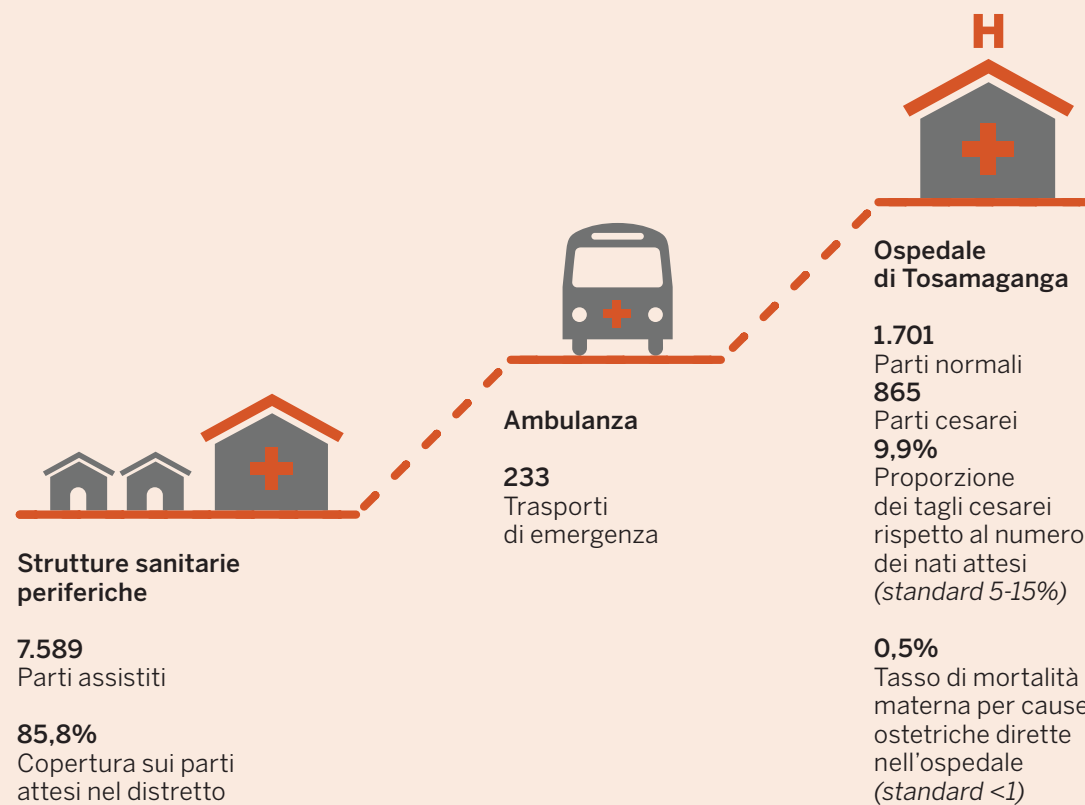 H
Strutture sanitarie
periferiche
7.589
Parti assistiti
85,8%
Copertura sui parti
attesi nel distretto
Ambulanza
233
Trasporti
di emergenza
Ospedale
di Tosamaganga
1.701
Parti normali
865
Parti cesarei
9,9%
Proporzione
dei tagli cesarei
rispetto al numero
dei nati attesi
(standard 5-15%)
0,5%
Tasso di mortalità
materna per cause
ostetriche dirette
nell'ospedale
(standard <1)